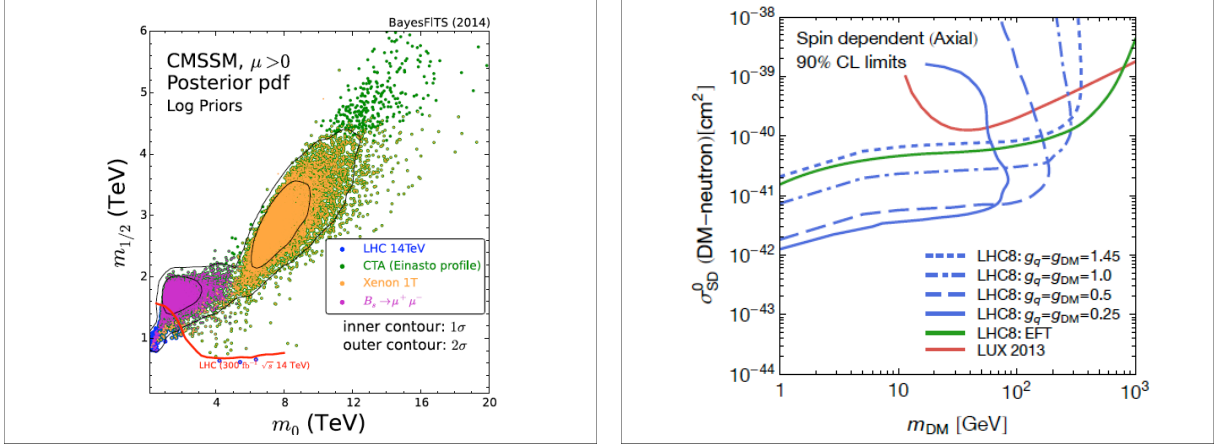 BayesFITS (2014)
CMSSM, μ > 0
Posterior pdf
Log Priors
m₁/₂ (TeV)
6
5
4
3
2
1
LHC 14TeV
CTA (Einasto profile)
Xenon 1T
Bₛ → μ⁺ μ⁻
inner contour: 1σ
outer contour: 2σ
LHC (300 fb⁻¹ √s 14 TeV)
4 8 12 16 20
m₀ (TeV)
Spin dependent (Axial)
90% CL limits
σ⁰SD (DM-neutron)[cm²]
10⁻³⁸
10⁻³⁹
10⁻⁴⁰
10⁻⁴¹
10⁻⁴²
10⁻⁴³
10⁻⁴⁴
LHC8: gq=gDM=1.45
LHC8: gq=gDM=1.0
LHC8: gq=gDM=0.5
LHC8: gq=gDM=0.25
LHC8: EFT
LUX 2013
1 10 10² 10³
mDM [GeV]